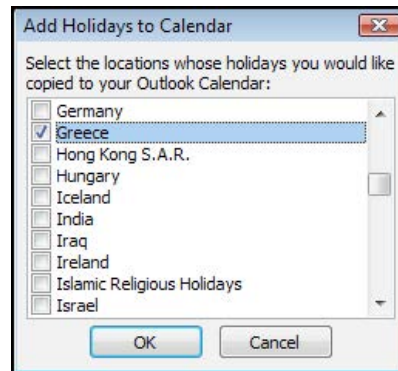 Add Holidays to Calendar
Select the locations whose holidays you would like
copied to your Outlook Calendar:
Germany
Greece
Hong Kong S.A.R.
Hungary
Iceland
India
Iraq
Ireland
Islamic Religious Holidays
Israel
OK
Cancel